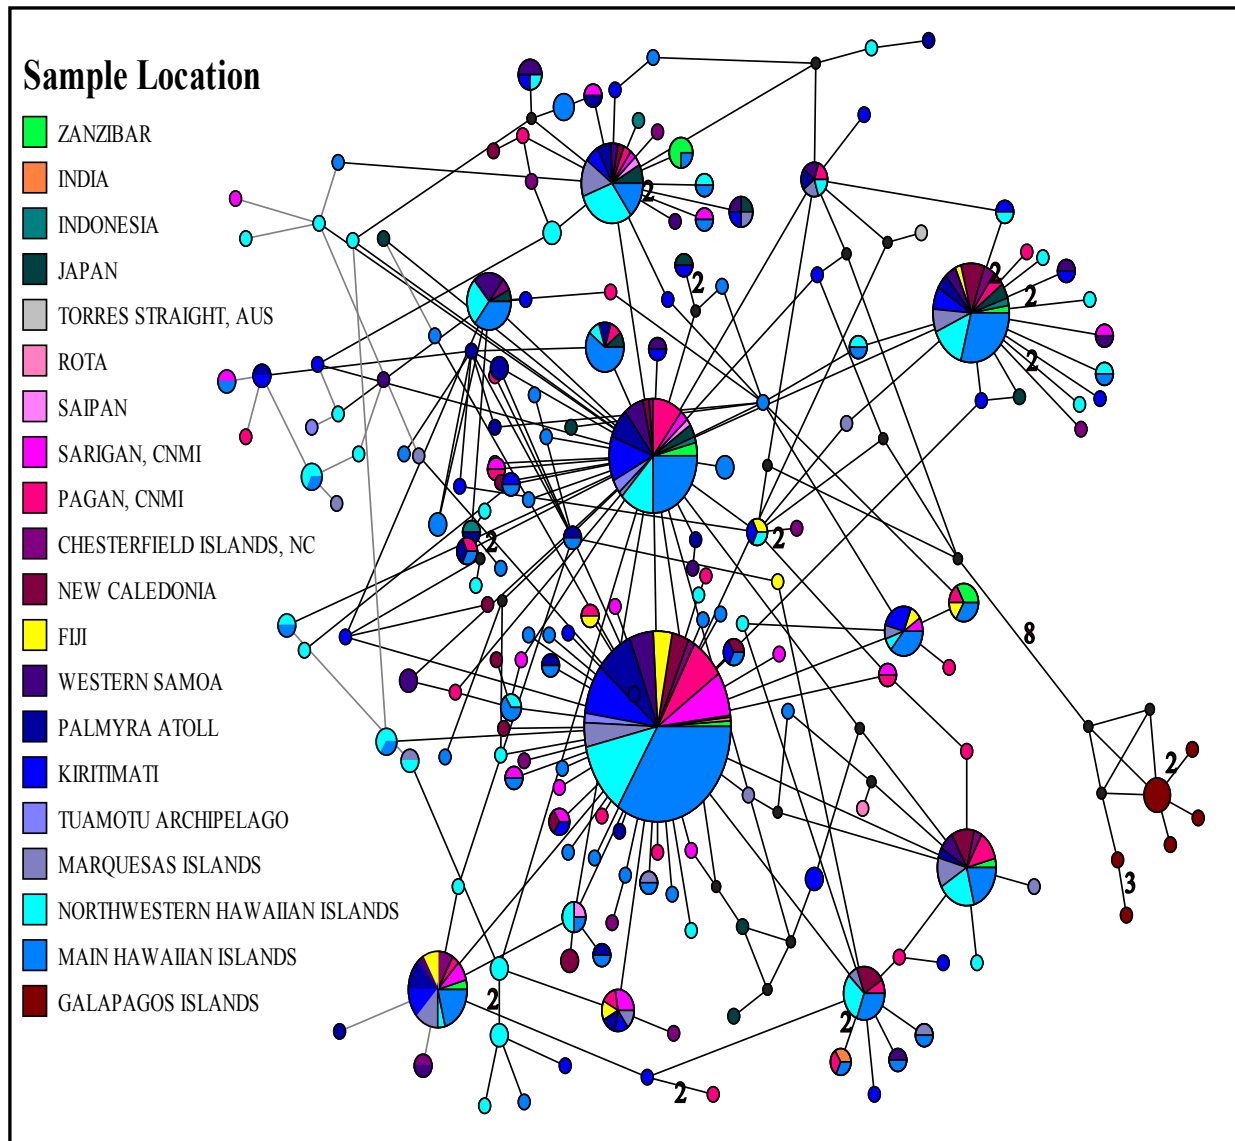 Sample Location
ZANZIBAR
INDIA
INDONESIA
JAPAN
TORRES STRAIGHT, AUS
ROTA
SAIPAN
SARIGAN, CNMI
PAGAN, CNMI
CHESTERFIELD ISLANDS, NC
NEW CALEDONIA
FIJI
WESTERN SAMOA
PALMYRA ATOLL
KIRITIMATI
TUAMOTU ARCHIPELAGO
MARQUESAS ISLANDS
NORTHWESTERN HAWAIIAN ISLANDS
MAIN HAWAIIAN ISLANDS
GALAPAGOS ISLANDS
2
2
2
2
2
2
2
8
2
3
2
2
2